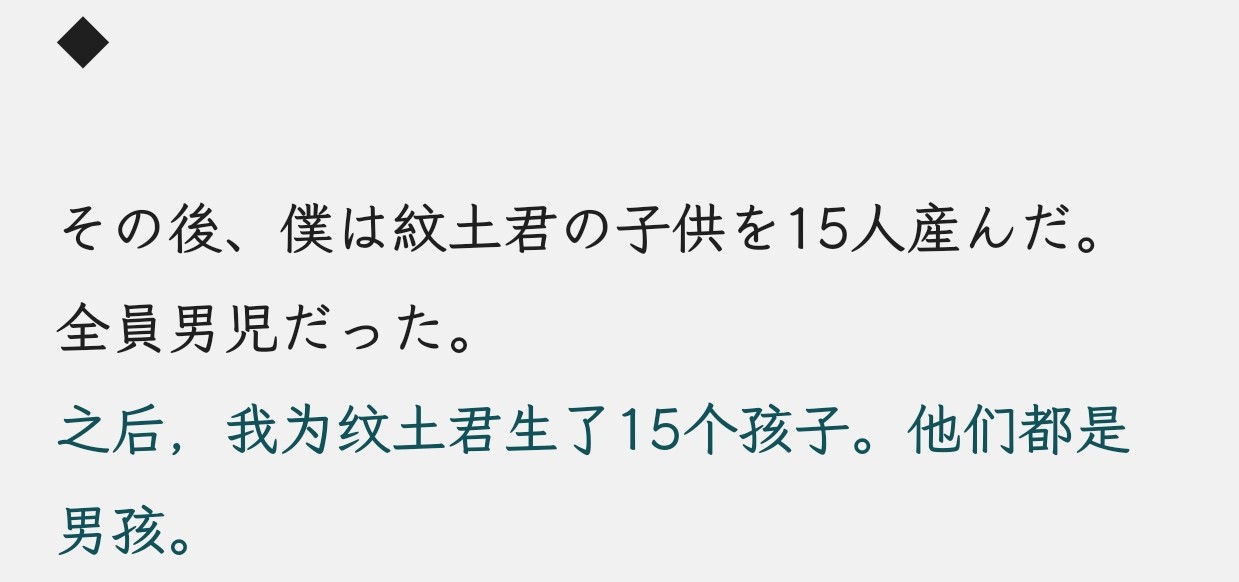 ◆
その後、僕は紋土君の子供を15人産んだ。
全員男児だった。
之后，我为纹土君生了15个孩子。他们都是
男孩。